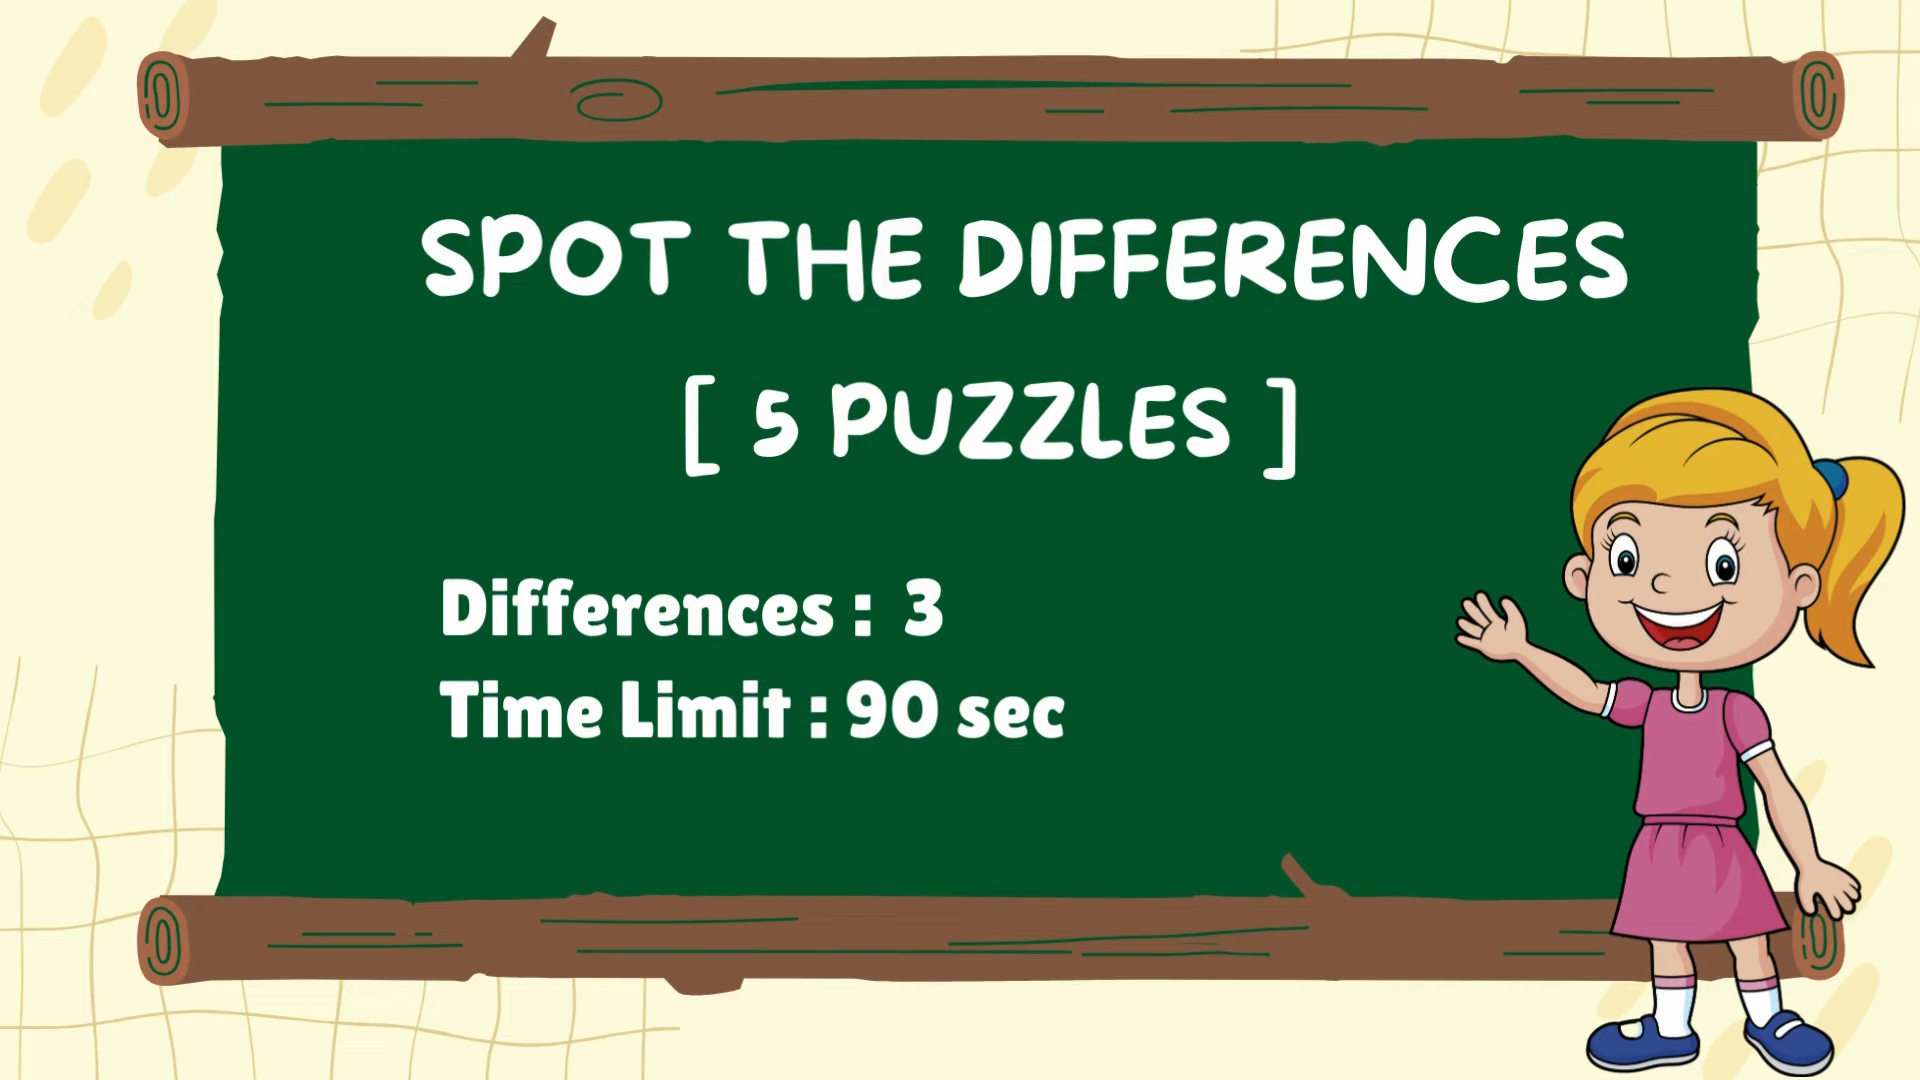 SPOT THE DIFFERENCES
[ 5 PUZZLES ]
Differences : 3
Time Limit : 90 sec